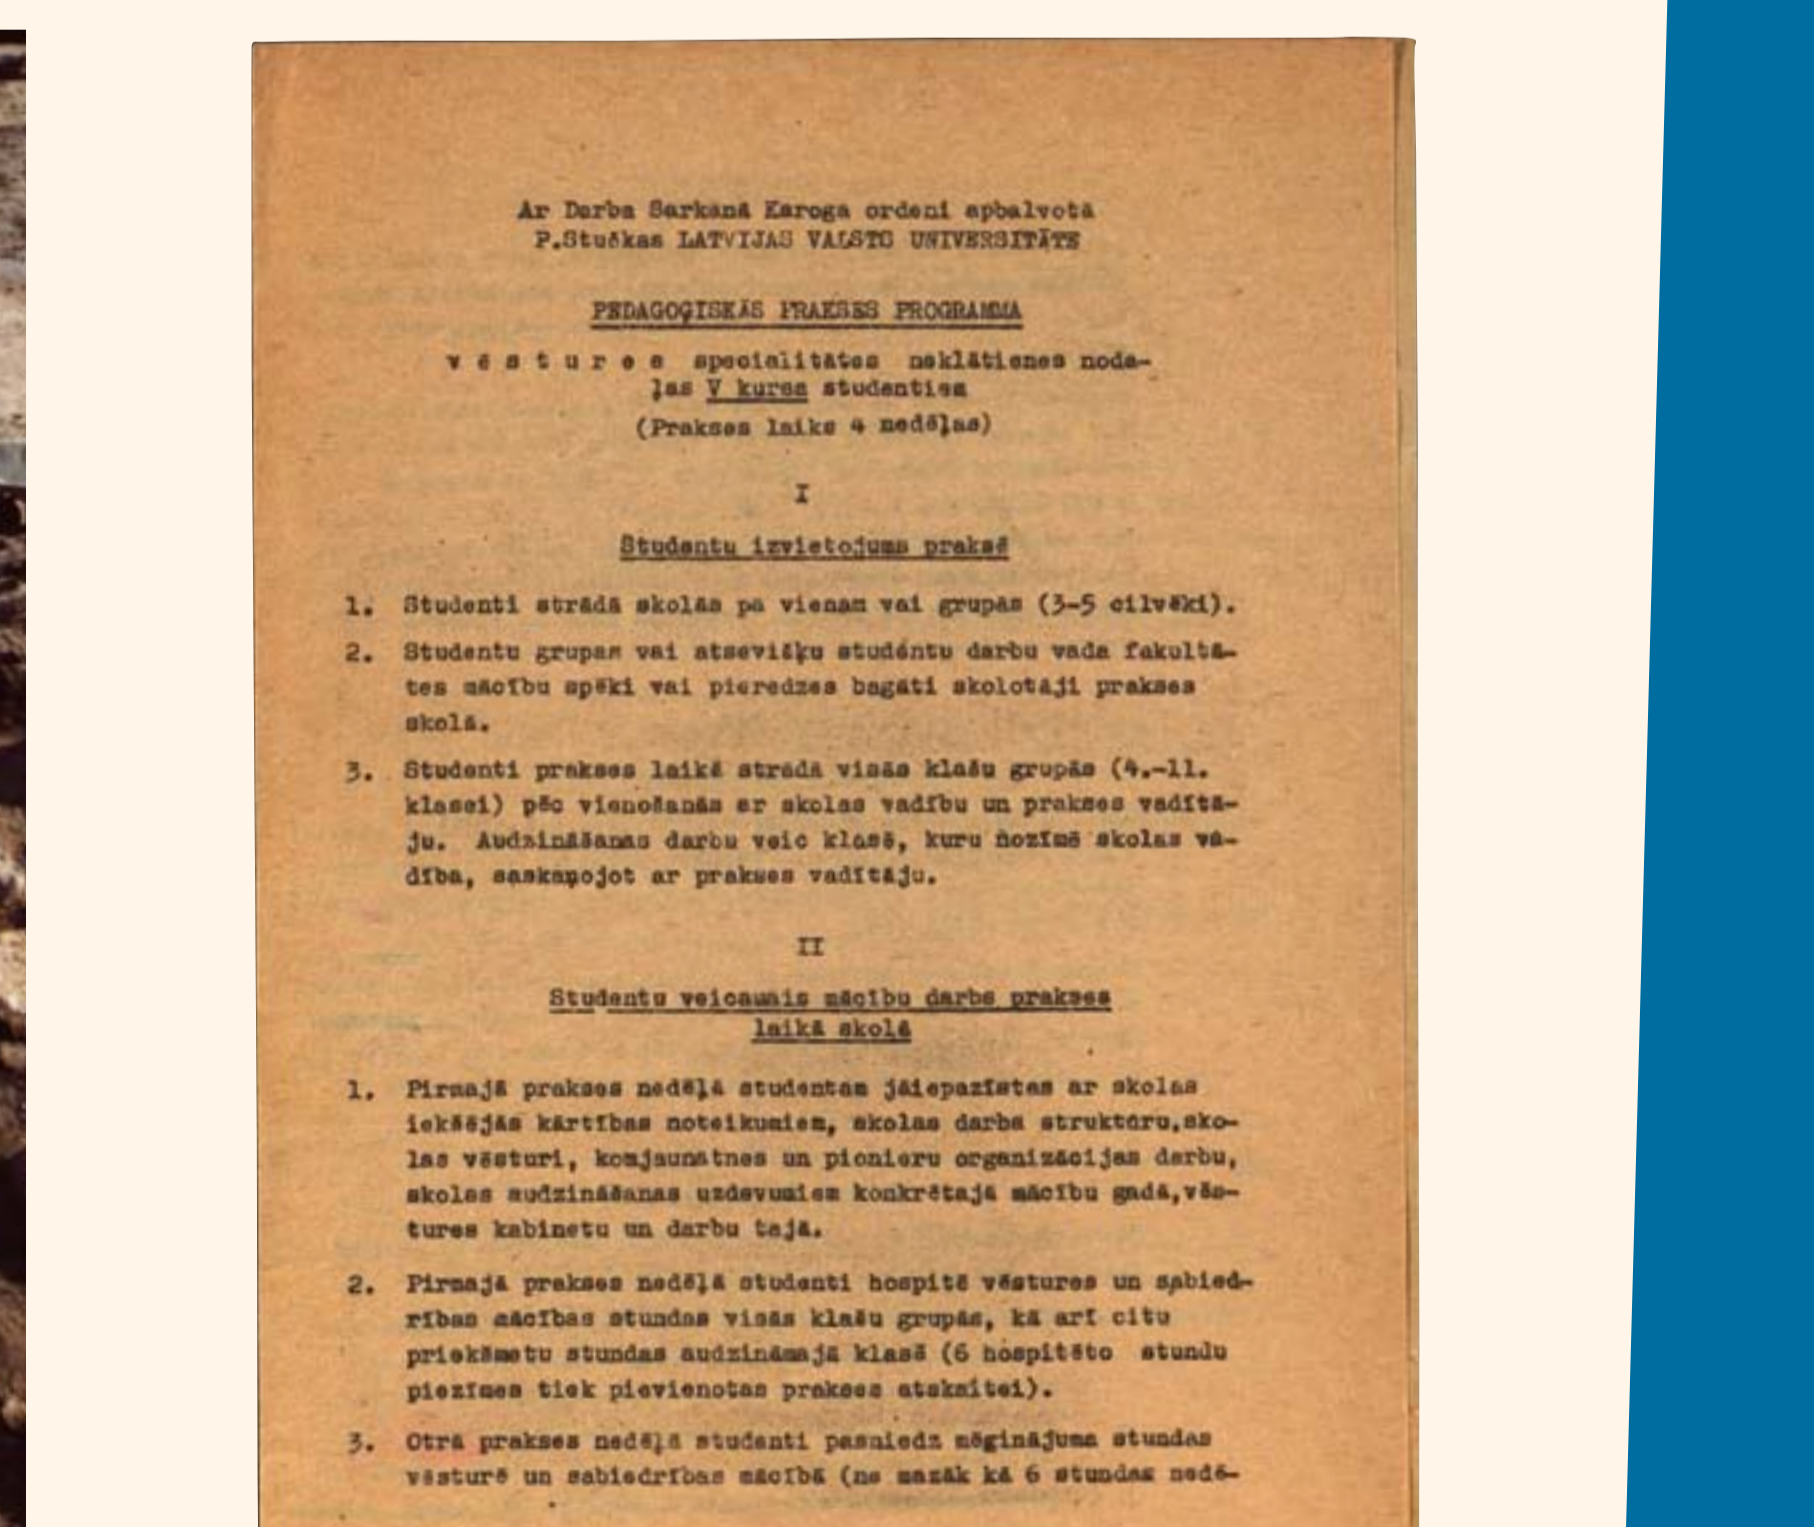 Ar Darba Sarkanā Karoga ordeni apbalvotā
P.Stučkas LATVIJAS VALSTS UNIVERSITĀTE
PEDAGOĢISKĀS PRAKSES PROGRAMMA
v ē s t u r e s specialitātes neklātienes noda-
ļas V kursa studentiem
(Prakses laiks 4 nedēļas)
I
Studentu izvietojums praksē
1. Studenti strādā skolās pa vienam vai grupās (3-5 cilvēki).
2. Studentu grupas vai atsevišķu studentu darbu vada fakultā-
tes mācību spēki vai pieredzes bagāti skolotāji prakses
skolā.
3. Studenti prakses laikā strādā visās klašu grupās (4.-11.
klasei) pēc vienošanās ar skolas vadību un prakses vadītā-
ju. Audzināšanas darbu veic klasē, kuru nozīmē skolas va-
dība, saskaņojot ar prakses vadītāju.
II
Studentu veicamais mācību darbs prakses
laikā skolā
1. Pirmajā prakses nedēļā studentam jāiepazīstas ar skolas
iekšējās kārtības noteikumiem, skolas darba struktūru,sko-
las vēsturi, komjaunatnes un pionieru organizācijas darbu,
skolas audzināšanas uzdevumiem konkrētajā mācību gadā,vēs-
tures kabinetu un darbu tajā.
2. Pirmajā prakses nedēļā studenti hospitē vēstures un sabied-
rības mācības stundas visās klašu grupās, kā arī citu
priekšmetu stundas audzināmajā klasē (6 hospitēto stundu
piezīmes tiek pievienotas prakses atskaitei).
3. Otrā prakses nedēļā studenti pasniedz mēģinājuma stundas
vēsturē un sabiedrības mācībā (ne mazāk kā 6 stundas nedē-